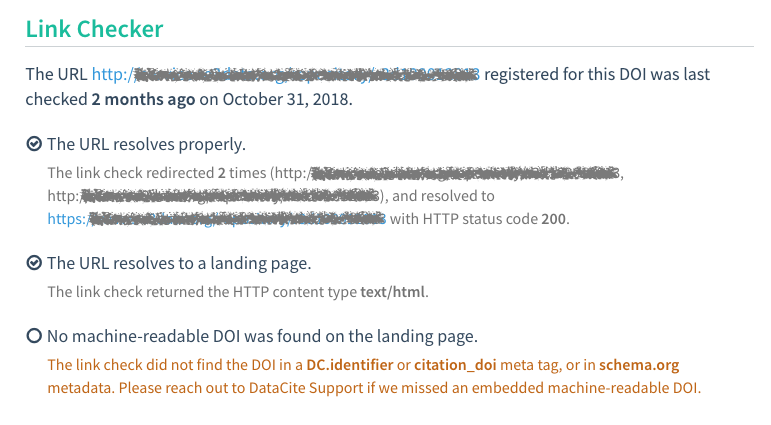 Link Checker
The URL http:/ registered for this DOI was last
checked 2 months ago on October 31, 2018.
The URL resolves properly.
The link check redirected 2 times (http:/ 3,
http: 3), and resolved to
https:/ with HTTP status code 200.
The URL resolves to a landing page.
The link check returned the HTTP content type text/html.
No machine-readable DOI was found on the landing page.
The link check did not find the DOI in a DC.identifier or citation_doi meta tag, or in schema.org
metadata. Please reach out to DataCite Support if we missed an embedded machine-readable DOI.